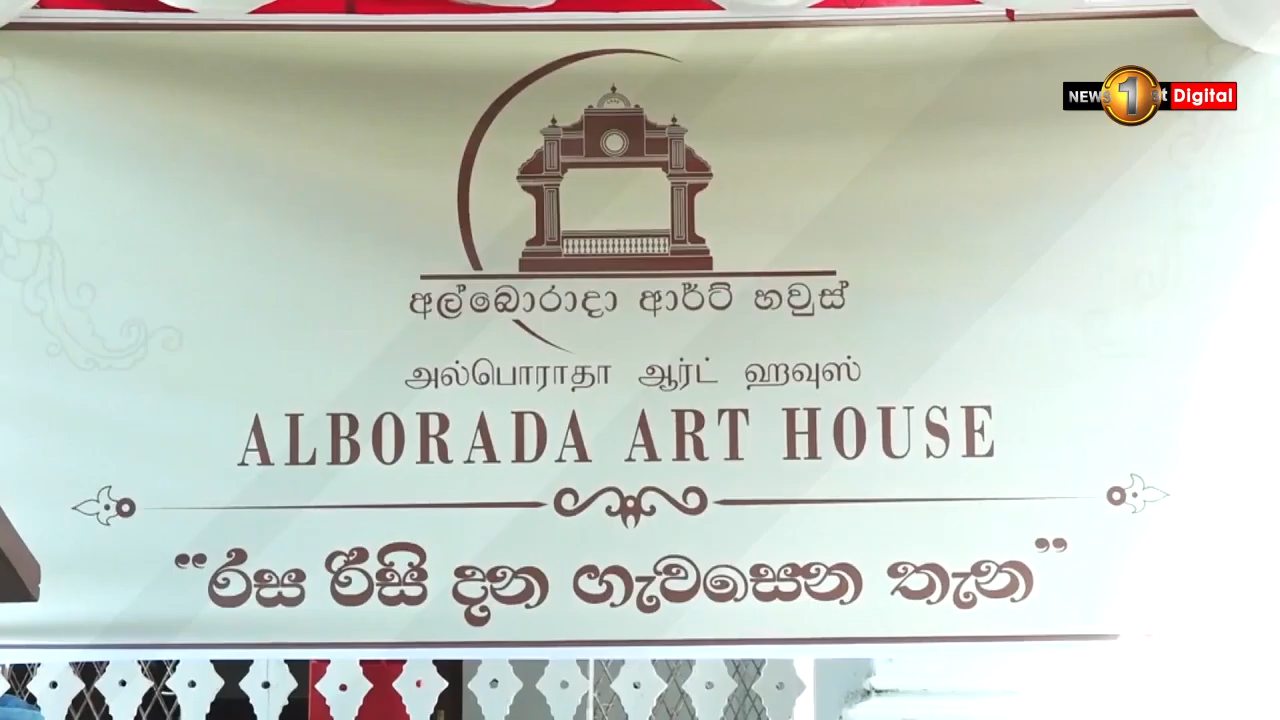 NEWS 1st Digital
අල්බොරාදා ආර්ට් හවුස්
அல்பொராதா ஆர்ட் ஹவுஸ்
ALBORADA ART HOUSE
"රස රිසි දන ගැවසෙන තැන"